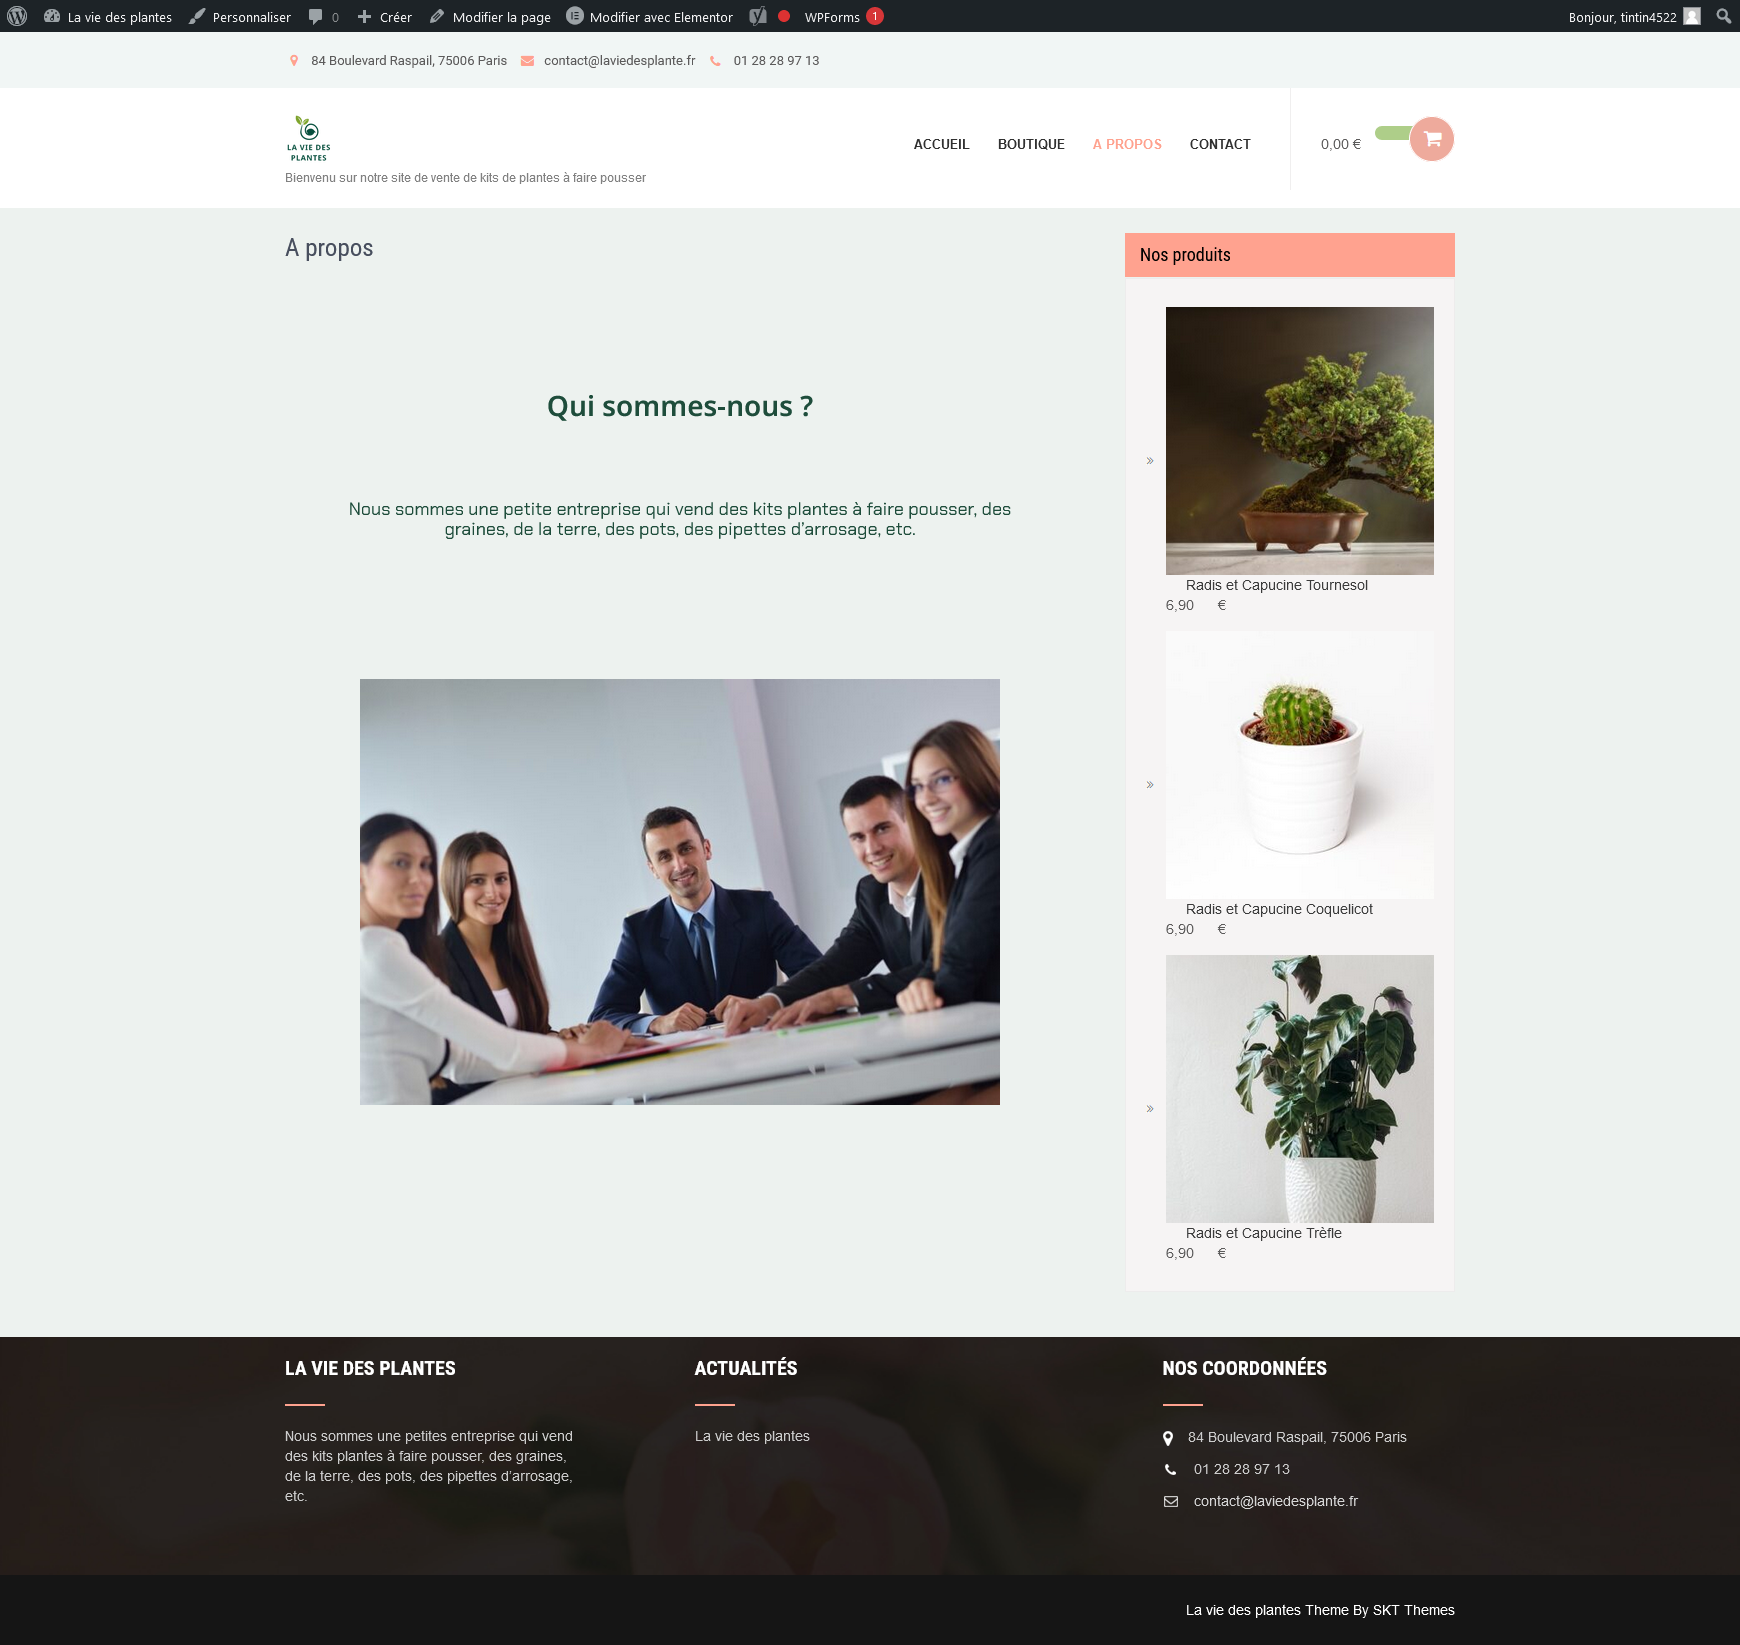 La vie des plantes Personnaliser 0 Créer Modifier la page Modifier avec Elementor WPForms 1 Bonjour, tintin4522
84 Boulevard Raspail, 75006 Paris contact@laviedesplante.fr 01 28 28 97 13
LA VIE DES
PLANTES
ACCUEIL BOUTIQUE A PROPOS CONTACT 0,00 €
Bienvenu sur notre site de vente de kits de plantes à faire pousser
A propos
Nos produits
Qui sommes-nous ?
Nous sommes une petite entreprise qui vend des kits plantes à faire pousser, des
graines, de la terre, des pots, des pipettes d'arrosage, etc.
» Radis et Capucine Tournesol
6,90 €
» Radis et Capucine Coquelicot
6,90 €
» Radis et Capucine Trèfle
6,90 €
LA VIE DES PLANTES
Nous sommes une petites entreprise qui vend
des kits plantes à faire pousser, des graines,
de la terre, des pots, des pipettes d'arrosage,
etc.
ACTUALITÉS
La vie des plantes
NOS COORDONNÉES
84 Boulevard Raspail, 75006 Paris
01 28 28 97 13
contact@laviedesplante.fr
La vie des plantes Theme By SKT Themes